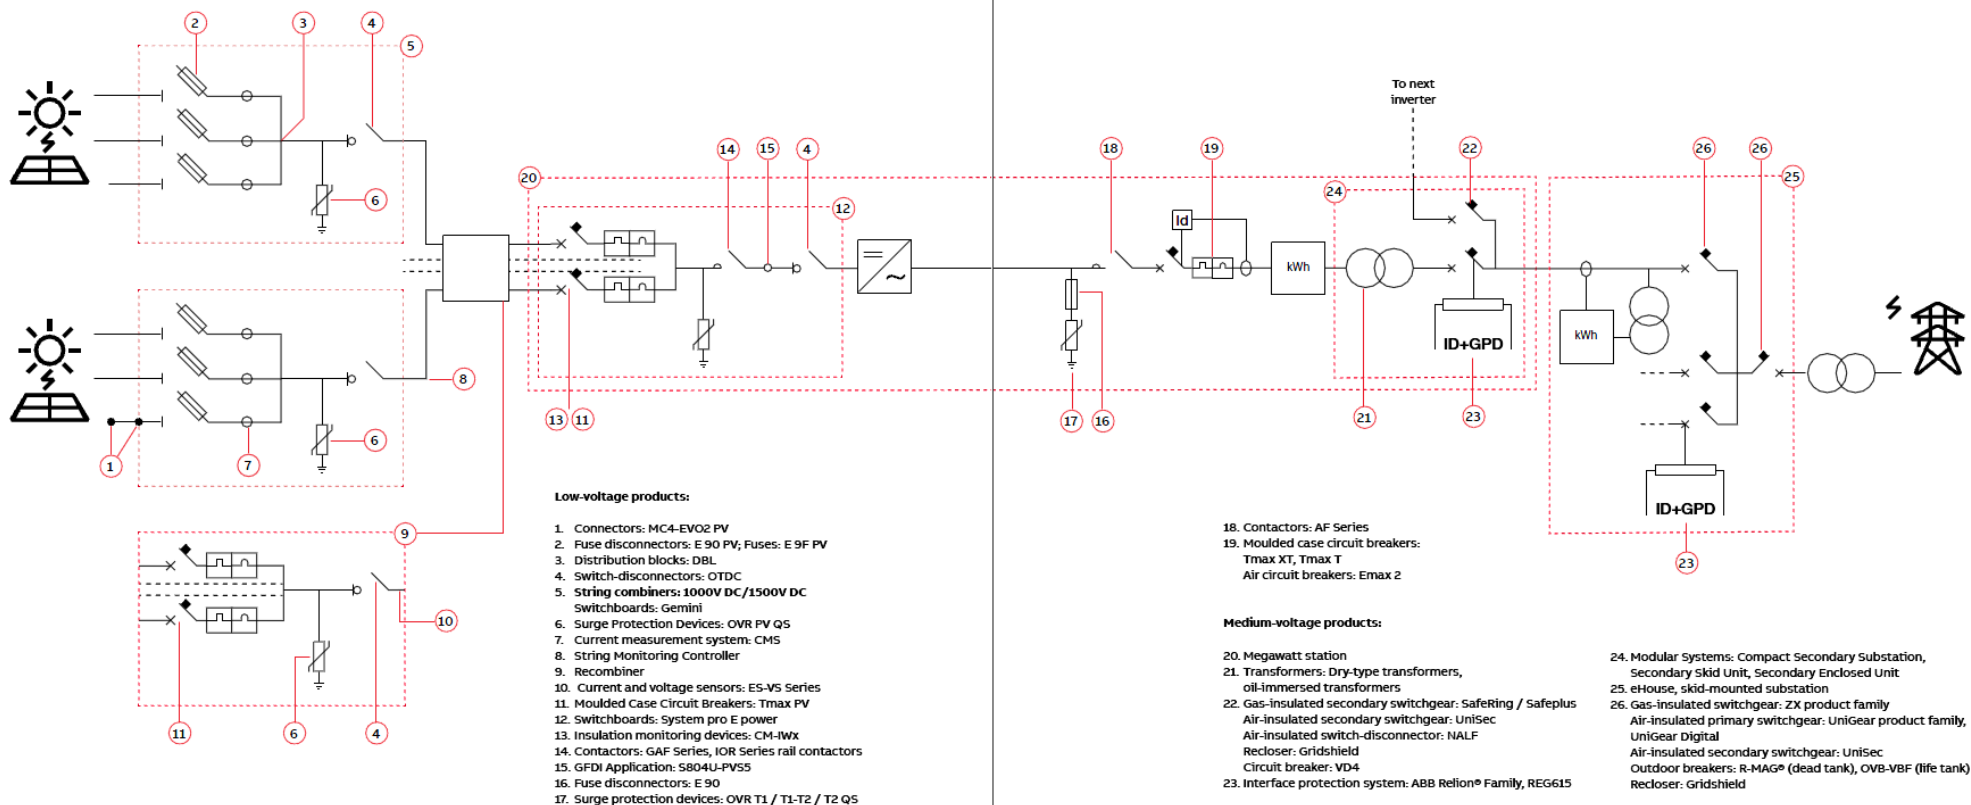 2
3
4
5
6
To next
inverter
14
15
4
18
19
22
26
26
20
24
25
12
Id
kWh
kWh
ID+GPD
6
8
7
1
13
11
17
16
21
23
ID+GPD
23
9
10
11
6
4
Low-voltage products:
1. Connectors: MC4-EVO2 PV
2. Fuse disconnectors: E 90 PV; Fuses: E 9F PV
3. Distribution blocks: DBL
4. Switch-disconnectors: OTDC
5. String combiners: 1000V DC/1500V DC
Switchboards: Gemini
6. Surge Protection Devices: OVR PV QS
7. Current measurement system: CMS
8. String Monitoring Controller
9. Recombiner
10. Current and voltage sensors: ES-VS Series
11. Moulded Case Circuit Breakers: Tmax PV
12. Switchboards: System pro E power
13. Insulation monitoring devices: CM-IWx
14. Contactors: GAF Series, IOR Series rail contactors
15. GFDI Application: S804U-PVS5
16. Fuse disconnectors: E 90
17. Surge protection devices: OVR T1 / T1-T2 / T2 QS
18. Contactors: AF Series
19. Moulded case circuit breakers:
Tmax XT, Tmax T
Air circuit breakers: Emax 2
Medium-voltage products:
20. Megawatt station
21. Transformers: Dry-type transformers,
oil-immersed transformers
22. Gas-insulated secondary switchgear: SafeRing / Safeplus
Air-insulated secondary switchgear: UniSec
Air-insulated switch-disconnector: NALF
Recloser: Gridshield
Circuit breaker: VD4
23. Interface protection system: ABB Relion® Family, REG615
24. Modular Systems: Compact Secondary Substation,
Secondary Skid Unit, Secondary Enclosed Unit
25. eHouse, skid-mounted substation
26. Gas-insulated switchgear: ZX product family
Air-insulated primary switchgear: UniGear product family,
UniGear Digital
Air-insulated secondary switchgear: UniSec
Outdoor breakers: R-MAG® (dead tank), OVB-VBF (life tank)
Recloser: Gridshield